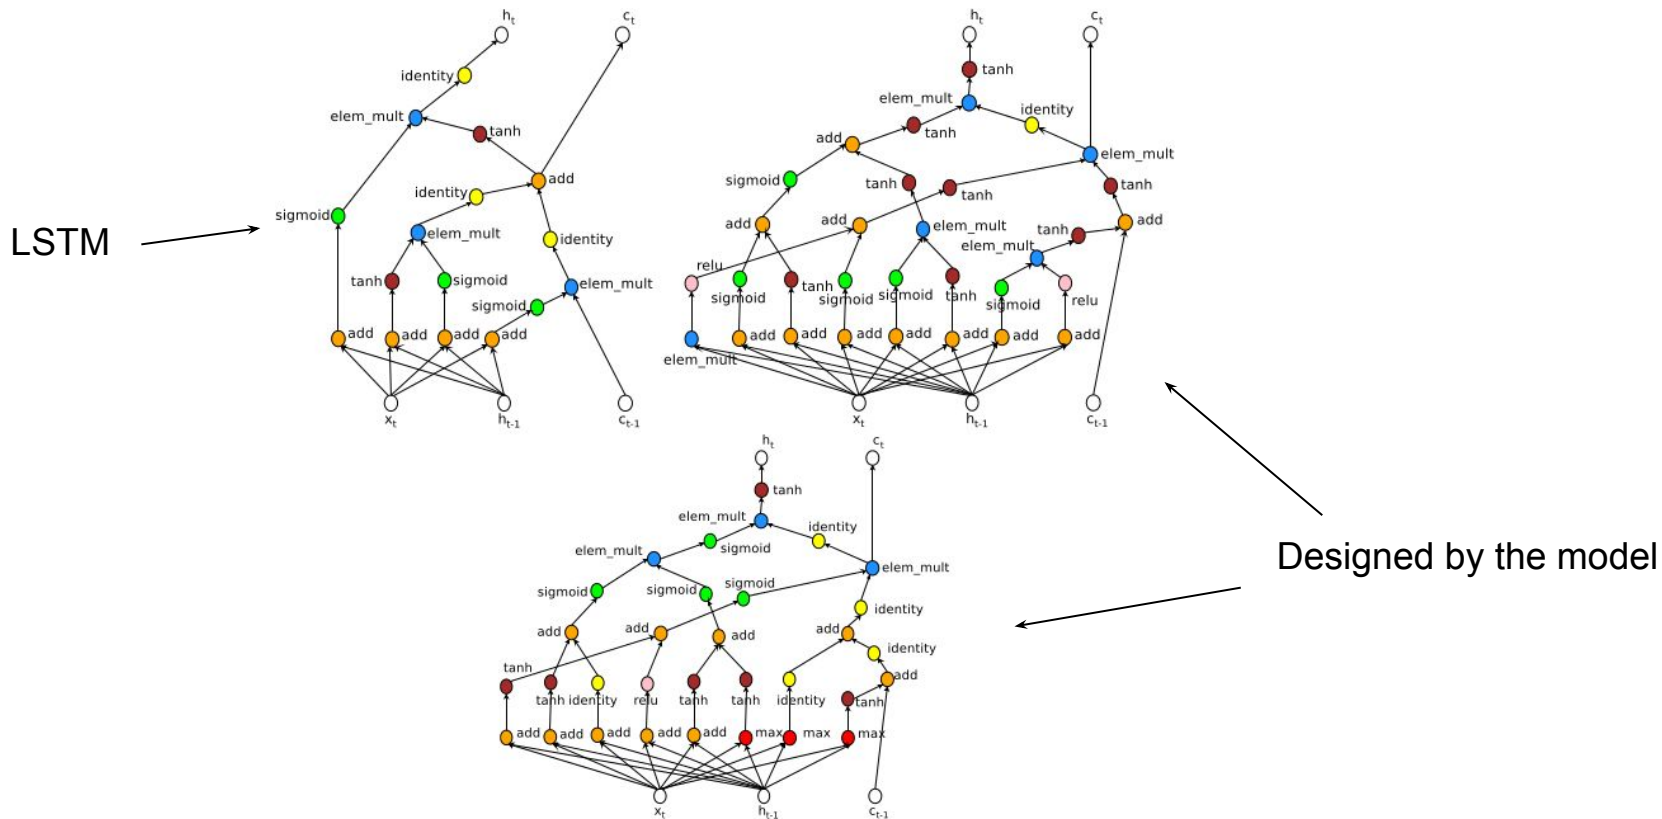 LSTM
h_t c_t
identity
elem_mult
tanh
add
identity
sigmoid
elem_mult
identity
tanh sigmoid
elem_mult
sigmoid
add add add add
x_t h_t-1 c_t-1
h_t c_t
tanh
elem_mult
identity
tanh
add
elem_mult
sigmoid tanh tanh tanh
add add elem_mult tanh add
elem_mult
relu
sigmoid tanh sigmoid sigmoid tanh sigmoid relu
add add add add add add add
elem_mult
x_t h_t-1 c_t-1
h_t c_t
tanh
elem_mult
identity
sigmoid
elem_mult
elem_mult
sigmoid sigmoid sigmoid
identity
add add add add
identity
tanh
add
tanh identity relu tanh tanh identity tanh
add add add add add max max max
x_t h_t-1 c_t-1
Designed by the model